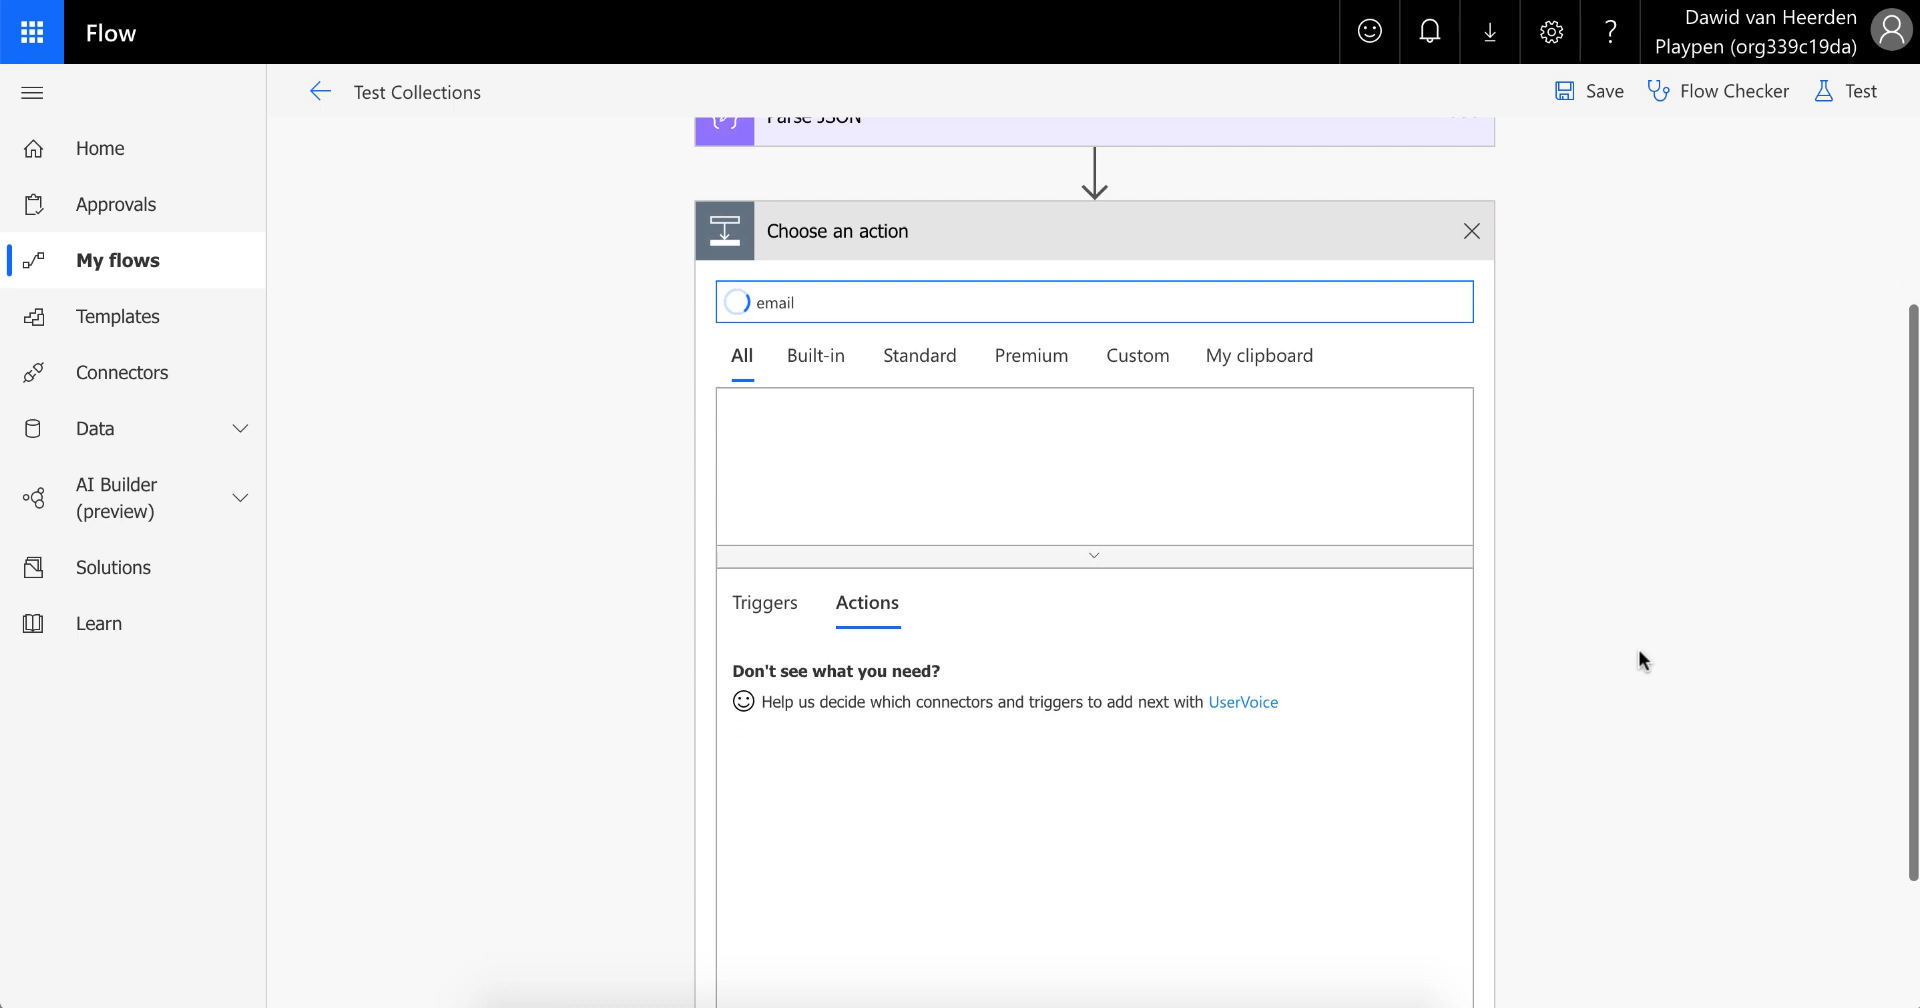 Flow
Dawid van Heerden
Playpen (org339c19da)
Test Collections
Save
Flow Checker
Test
Home
Approvals
My flows
Templates
Connectors
Data
AI Builder
(preview)
Solutions
Learn
Parse JSON
Choose an action
email
All
Built-in
Standard
Premium
Custom
My clipboard
Triggers
Actions
Don't see what you need?
Help us decide which connectors and triggers to add next with UserVoice